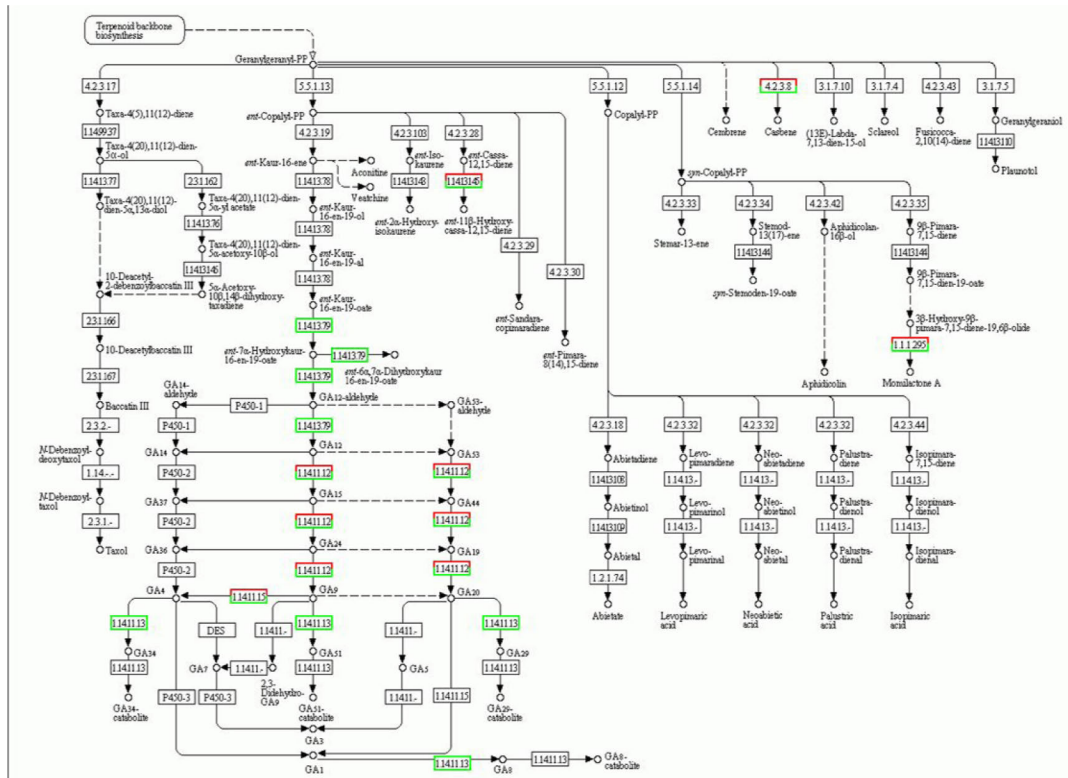 Terpenoid backbone
biosynthesis
Geranylgeranyl-PP
4.2.3.17
5.5.1.13
5.5.1.12
5.5.1.14
4.2.3.8
3.1.7.10
3.1.7.4
4.2.3.43
3.1.7.5
Taxa-4(5),11(12)-diene
ent-Copalyl-PP
Copalyl-PP
Cembrene
Casbene
(13E)-Labda-
7,13-dien-15-ol
Sclareol
Fusicocca-
2,10(14)-diene
Geranylgeraniol
1.14.99.37
4.2.3.19
4.2.3.103
4.2.3.28
1.14.13.110
Taxa-4(20),11(12)-dien-
5α-ol
ent-Kaur-16-ene
ent-Iso-
kaurene
ent-Cassa-
12,15-diene
Aconitine
Veatchine
Plaunotol
1.14.13.77
2.3.1.162
1.14.13.78
1.14.13.143
1.14.13.145
syn-Copalyl-PP
Taxa-4(20),11(12)-
dien-5α,13α-diol
Taxa-4(20),11(12)-dien-
5α-yl acetate
ent-Kaur-
16-en-19-ol
ent-2α-Hydroxy-
isokaurene
ent-11β-Hydroxy-
cassa-12,15-diene
4.2.3.33
4.2.3.34
4.2.3.42
4.2.3.35
1.14.13.76
1.14.13.78
4.2.3.29
4.2.3.30
Stemar-13-ene
Stemod-
13(17)-ene
Aphidicolan-
16β-ol
9β-Pimara-
7,15-diene
Taxa-4(20),11(12)-dien-
5α-acetoxy-10β-ol
ent-Kaur-
16-en-19-al
1.14.13.144
1.14.13.144
1.14.13.146
1.14.13.78
syn-Stemoden-19-oate
9β-Pimara-
7,15-dien-19-oate
10-Deacetyl-
2-debenzoylbaccatin III
5α-Acetoxy-
10β,14β-dihydroxy-
taxadiene
ent-Kaur-
16-en-19-oate
ent-Sandara-
copimaradiene
3β-Hydroxy-9β-
pimara-7,15-diene-19,6β-olide
2.3.1.166
1.14.13.79
1.1.1.295
10-Deacetylbaccatin III
ent-7α-Hydroxykaur-
16-en-19-oate
1.14.13.79
ent-6α,7α-Dihydroxykaur
16-en-19-oate
ent-Pimara-
8(14),15-diene
Aphidicolin
Momilactone A
2.3.1.167
1.14.13.79
Baccatin III
GA14-
aldehyde
P450-1
GA12-aldehyde
GA53-
aldehyde
2.3.2.-
P450-1
1.14.13.79
4.2.3.18
4.2.3.32
4.2.3.32
4.2.3.32
4.2.3.44
N-Debenzoyl-
deoxytaxol
GA14
GA12
GA53
Abietadiene
Levo-
pimaradiene
Neo-
abietadiene
Palustra-
diene
Isopimara-
7,15-diene
1.14.-.-
P450-2
1.14.11.12
1.14.11.12
1.14.13.108
1.14.13.-
1.14.13.-
1.14.13.-
1.14.13.-
N-Debenzoyl-
taxol
GA37
GA15
GA44
Abietinol
Levo-
pimarinol
Neo-
abietinol
Palustra-
dienol
Isopimara-
dienol
2.3.1.-
P450-2
1.14.11.12
1.14.11.12
1.14.13.109
1.14.13.-
1.14.13.-
1.14.13.-
1.14.13.-
Taxol
GA36
GA24
GA19
Abietal
Levo-
pimarinal
Neo-
abietal
Palustra-
dienal
Isopimara-
dienal
P450-2
1.14.11.12
1.14.11.12
1.2.1.74
GA4
1.14.11.15
GA9
GA20
Abietate
Levopimaric
acid
Neoabietic
acid
Palustric
acid
Isopimaric
acid
1.14.11.13
DES
1.14.11.-
1.14.11.13
1.14.11.-
1.14.11.13
GA34
GA7
1.14.11.-
GA51
GA5
GA29
1.14.11.13
2,3-
Didehydro-
GA9
1.14.11.13
1.14.11.13
P450-3
P450-3
1.14.11.-
1.14.11.15
GA34-
catabolite
GA51-
catabolite
GA29-
catabolite
GA3
GA1
1.14.11.13
GA8
1.14.11.13
GA8-
catabolite